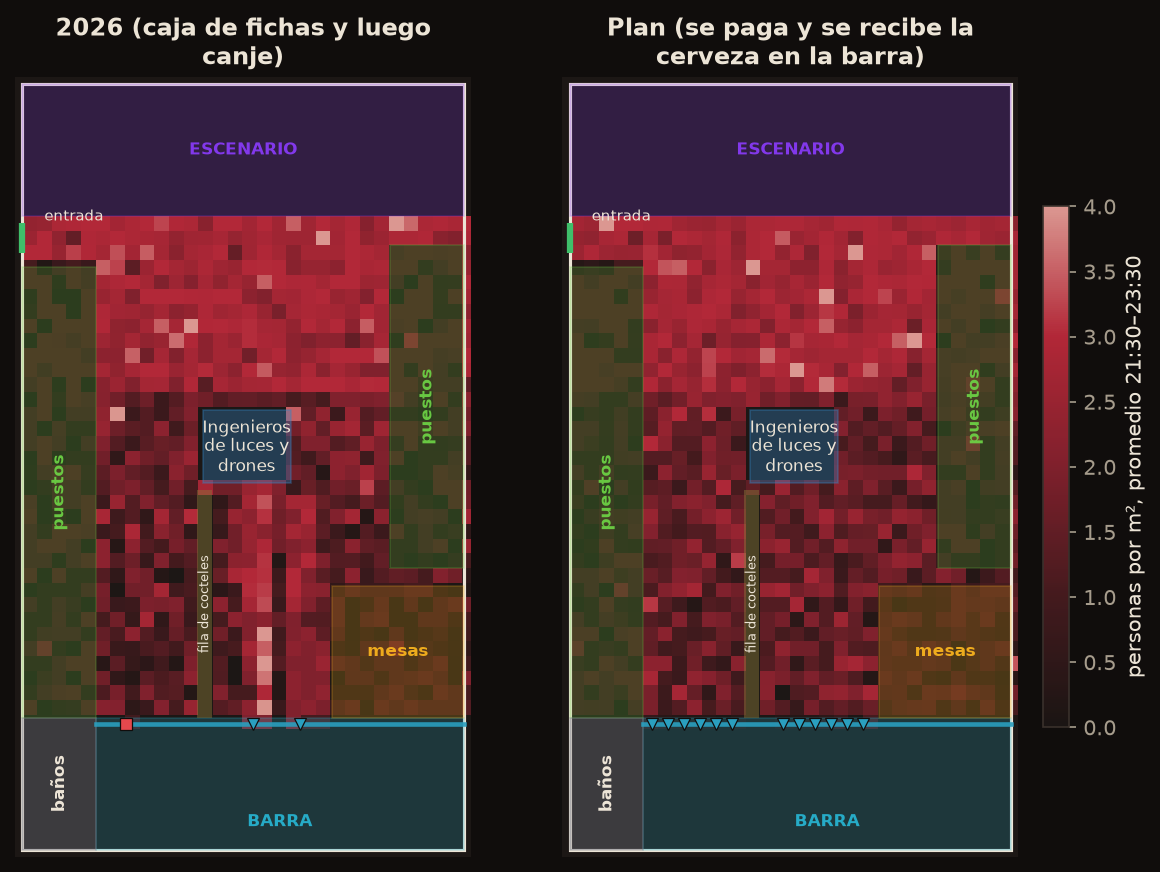 2026 (caja de fichas y luego
canje)
ESCENARIO
entrada
puestos
puestos
Ingenieros
de luces y
drones
fila de cocteles
mesas
baños
BARRA
Plan (se paga y se recibe la
cerveza en la barra)
ESCENARIO
entrada
puestos
puestos
Ingenieros
de luces y
drones
fila de cocteles
mesas
baños
BARRA
4.0
3.5
3.0
2.5
2.0
1.5
1.0
0.5
0.0
personas por m², promedio 21:30–23:30